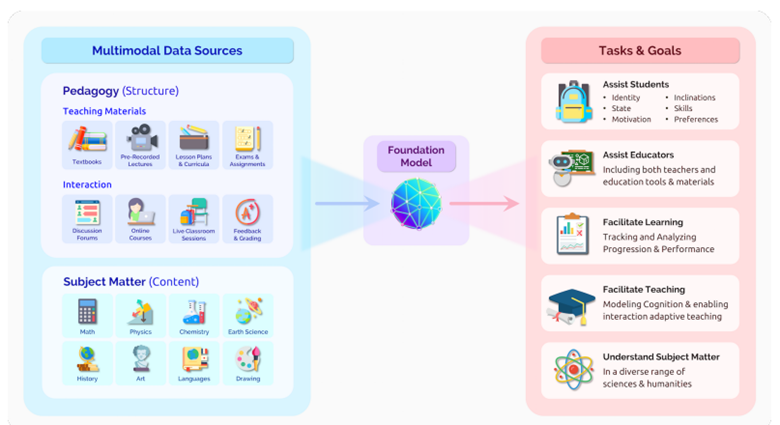 Multimodal Data Sources
Pedagogy (Structure)
Teaching Materials
Textbooks
Pre-Recorded
Lectures
Lesson Plans
& Curricula
Exams &
Assignments
Interaction
Discussion
Forums
Online
Courses
Live Classroom
Sessions
Feedback
& Grading
Subject Matter (Content)
Math
Physics
Chemistry
Earth Science
History
Art
Languages
Drawing
Foundation
Model
Tasks & Goals
Assist Students
• Identity
• State
• Motivation
• Inclinations
• Skills
• Preferences
Assist Educators
Including both teachers and
education tools & materials
Facilitate Learning
Tracking and Analyzing
Progression & Performance
Facilitate Teaching
Modeling Cognition & enabling
interaction adaptive teaching
Understand Subject Matter
In a diverse range of
sciences & humanities